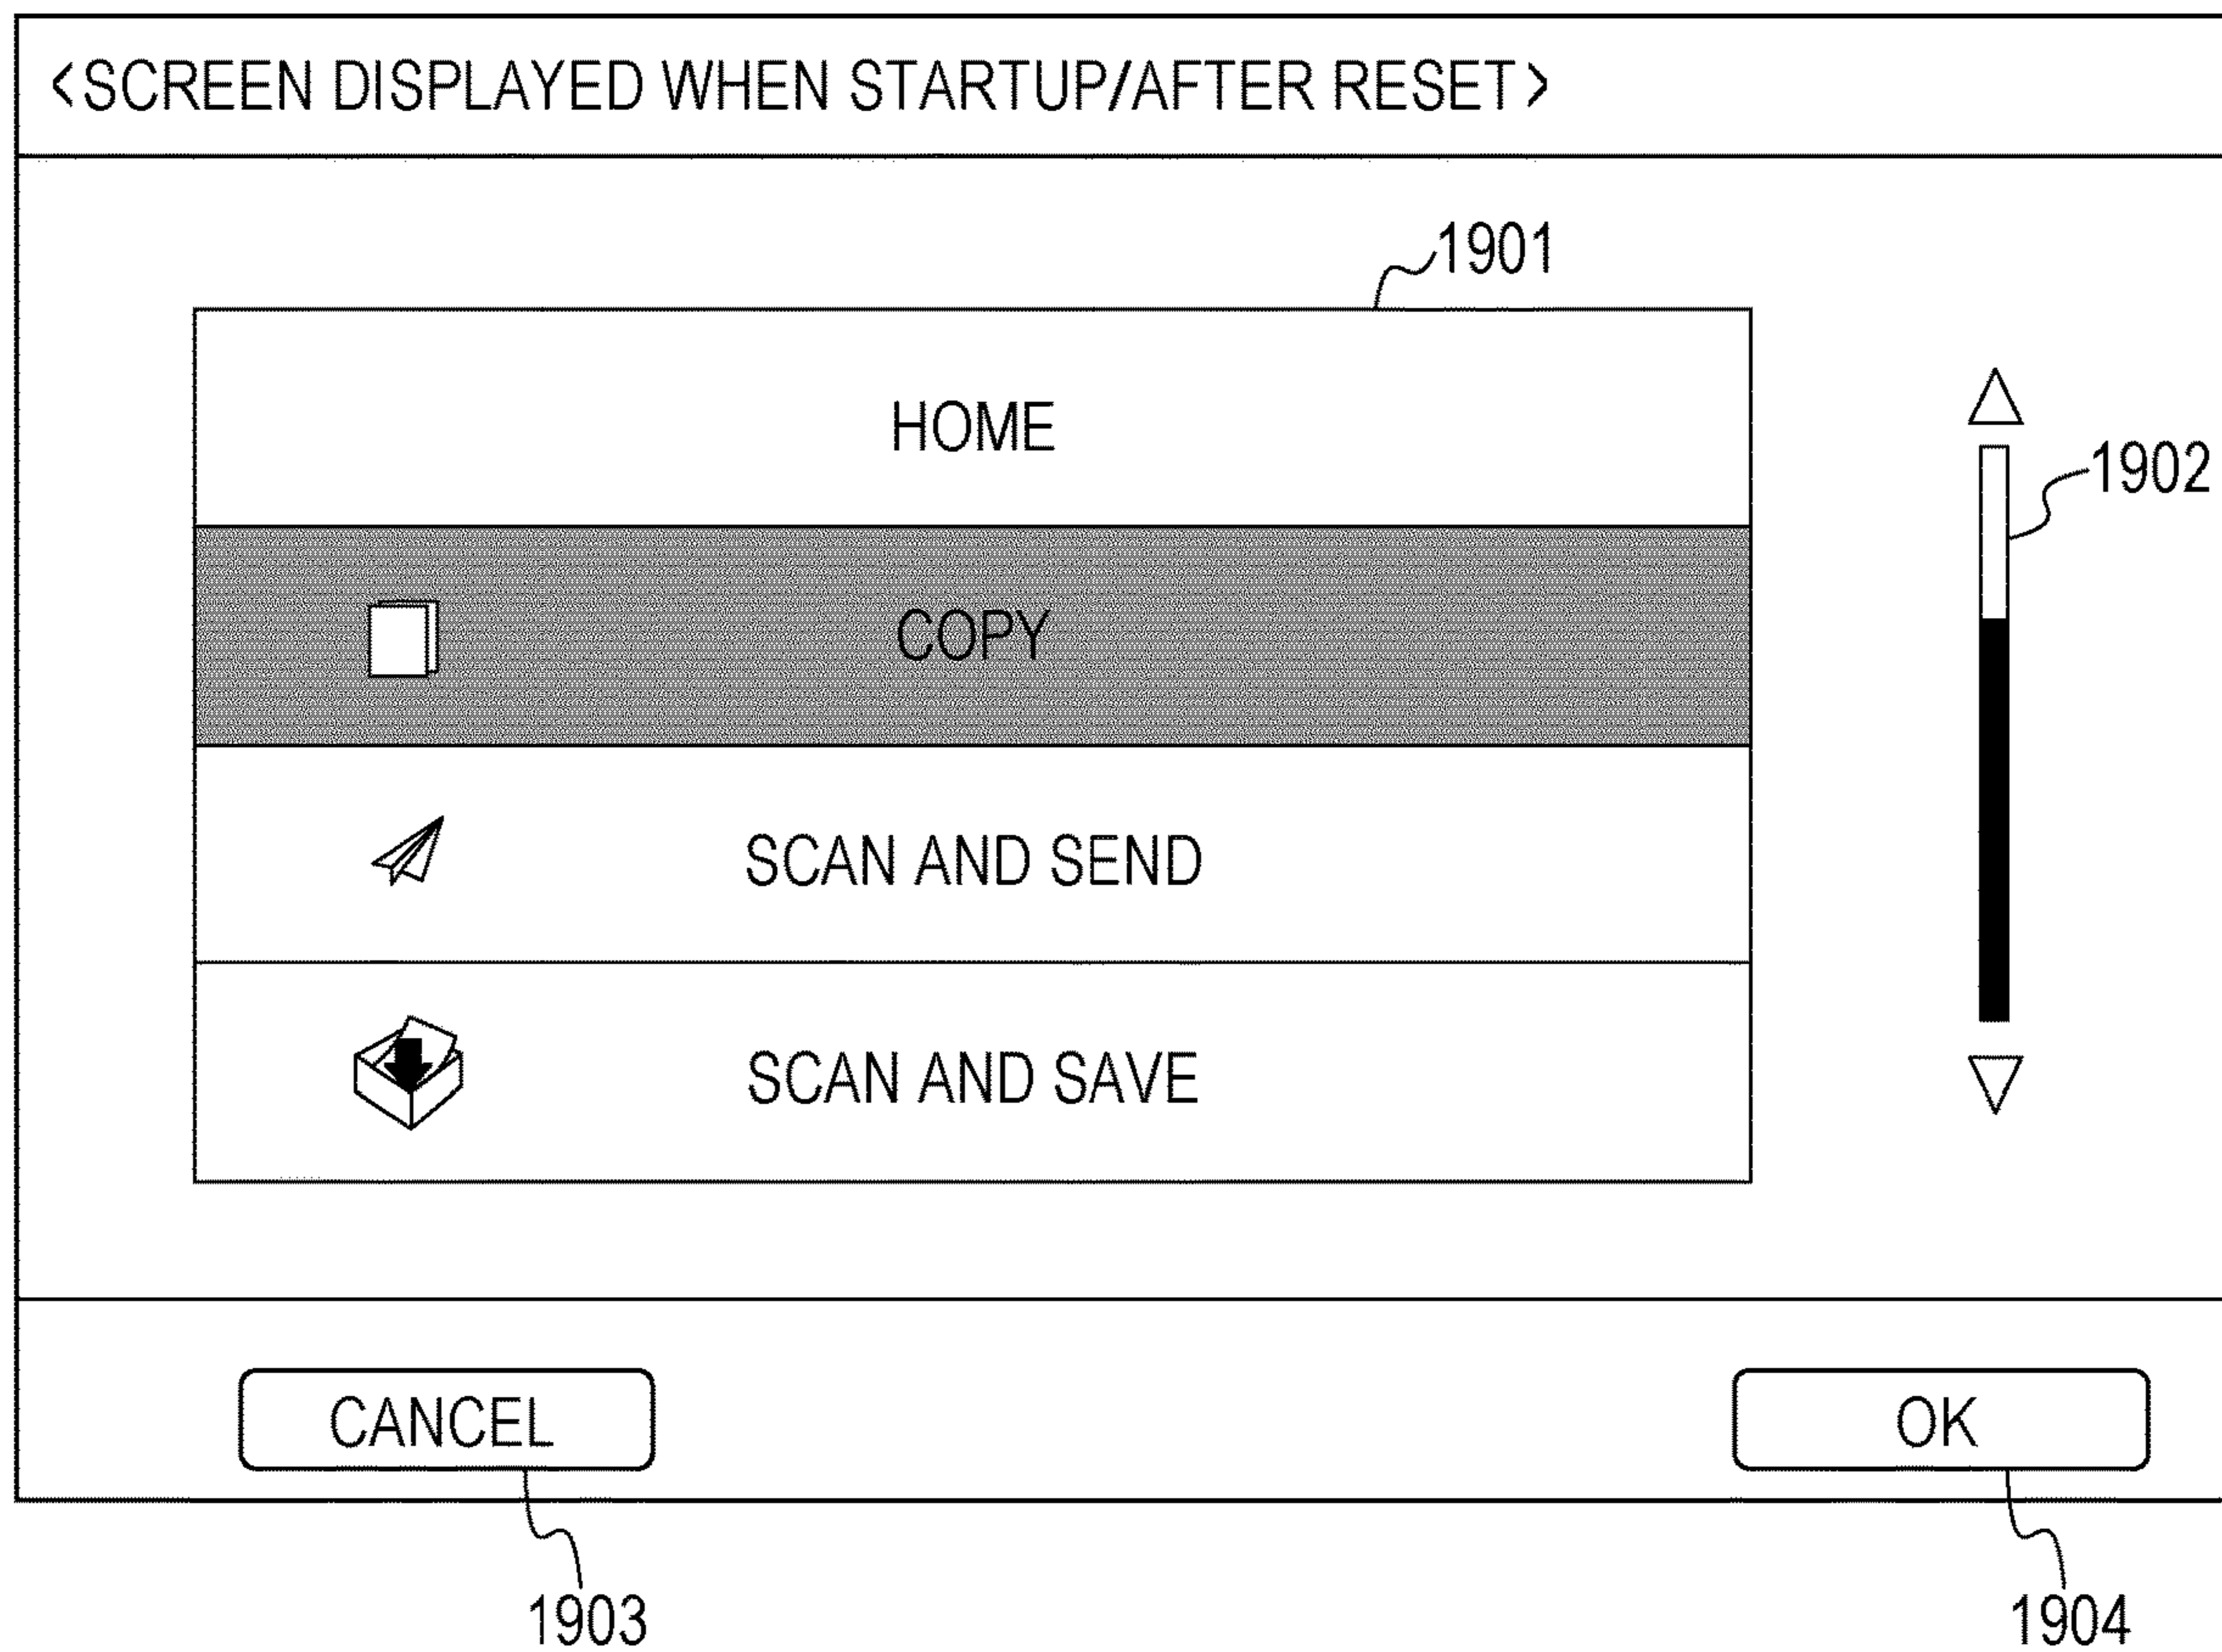 <SCREEN DISPLAYED WHEN STARTUP/AFTER RESET>
1901
HOME
1902
COPY
SCAN AND SEND
SCAN AND SAVE
CANCEL
OK
1903
1904